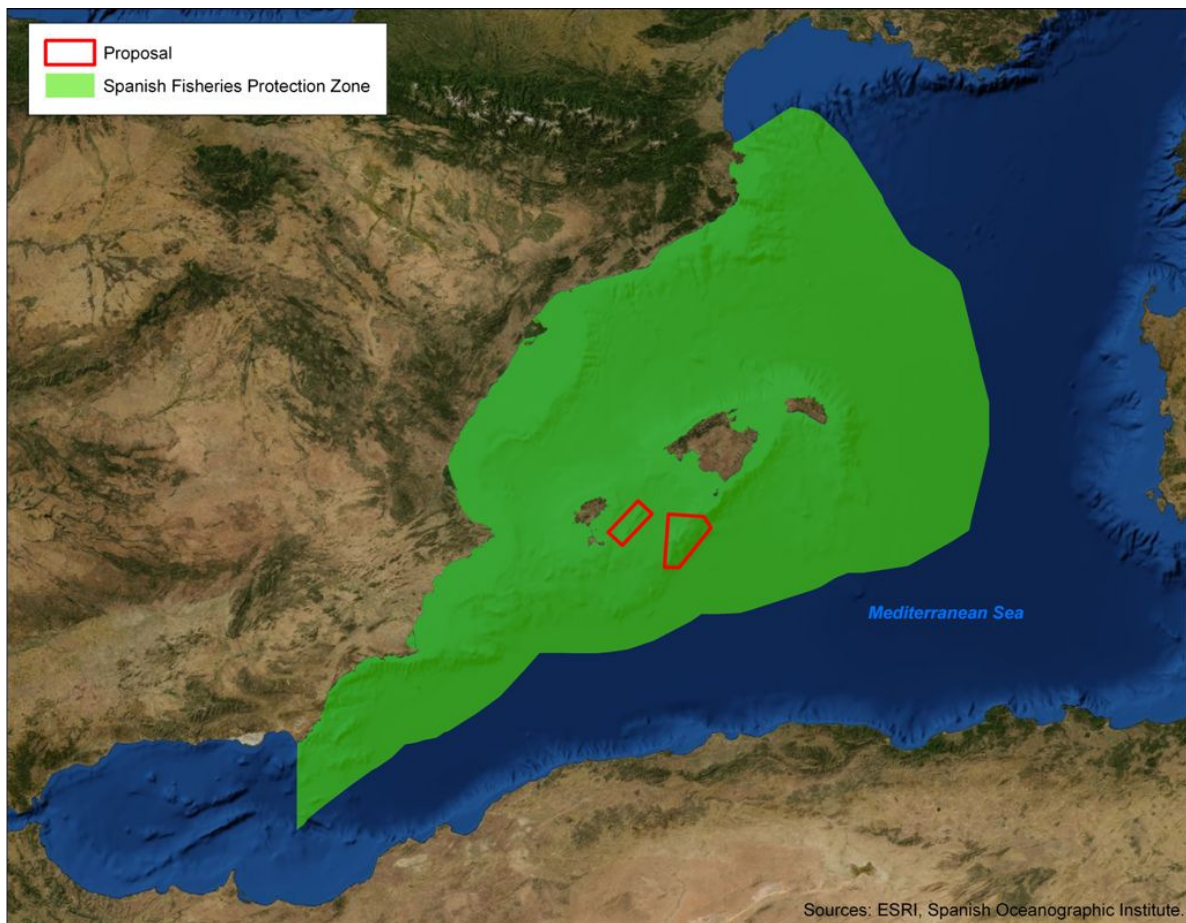 Proposal
Spanish Fisheries Protection Zone
Mediterranean Sea
Sources: ESRI, Spanish Oceanographic Institute